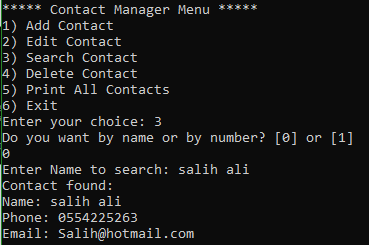 ***** Contact Manager Menu *****
1) Add Contact
2) Edit Contact
3) Search Contact
4) Delete Contact
5) Print All Contacts
6) Exit
Enter your choice: 3
Do you want by name or by number? [0] or [1]
0
Enter Name to search: salih ali
Contact found:
Name: salih ali
Phone: 0554225263
Email: Salih@hotmail.com